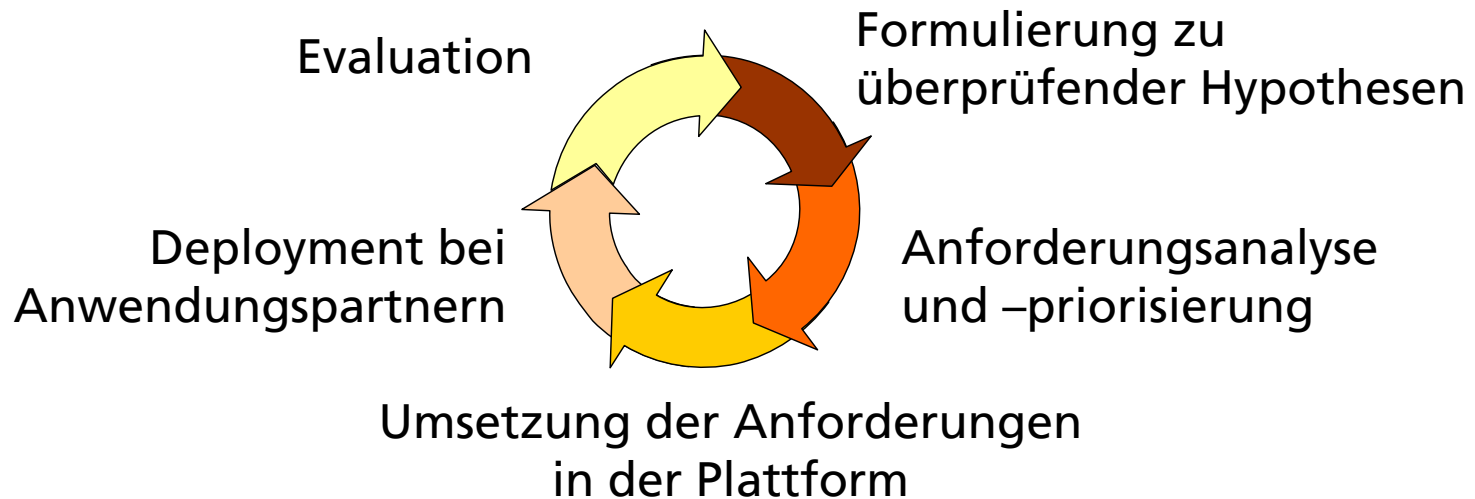 Evaluation
Formulierung zu
überprüfender Hypothesen
Deployment bei
Anwendungspartnern
Anforderungsanalyse
und –priorisierung
Umsetzung der Anforderungen
in der Plattform